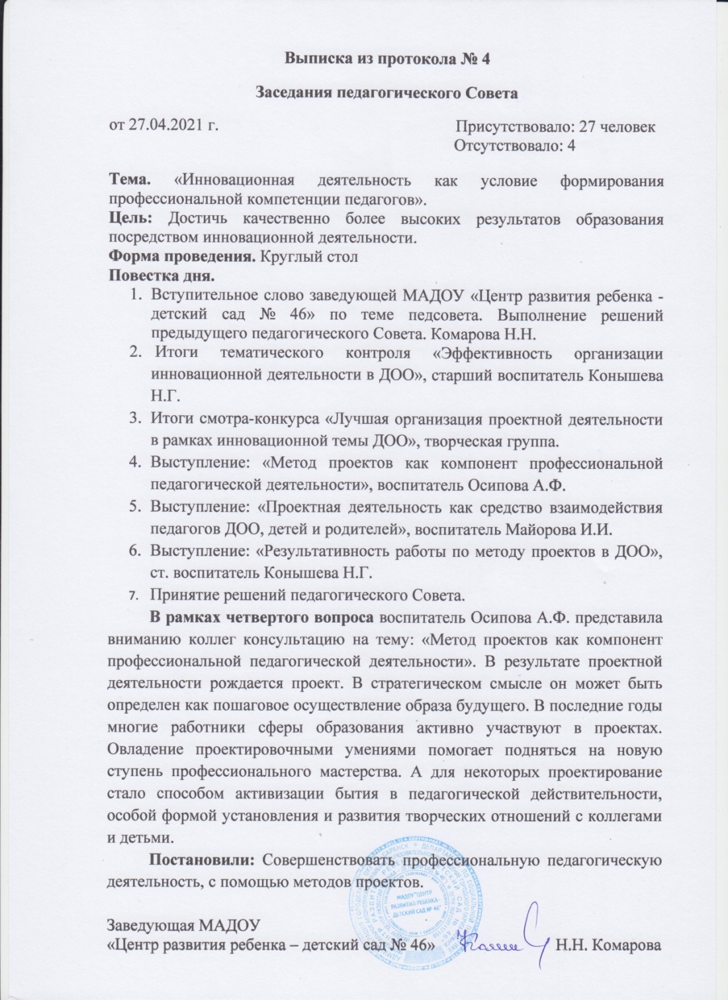 Выписка из протокола № 4
Заседания педагогического Совета
от 27.04.2021 г. Присутствовало: 27 человек
Отсутствовало: 4
Тема. «Инновационная деятельность как условие формирования
профессиональной компетенции педагогов».
Цель: Достичь качественно более высоких результатов образования
посредством инновационной деятельности.
Форма проведения. Круглый стол
Повестка дня.
1. Вступительное слово заведующей МАДОУ «Центр развития ребенка -
детский сад № 46» по теме педсовета. Выполнение решений
предыдущего педагогического Совета. Комарова Н.Н.
2. Итоги тематического контроля «Эффективность организации
инновационной деятельности в ДОО», старший воспитатель Конышева
Н.Г.
3. Итоги смотра-конкурса «Лучшая организация проектной деятельности
в рамках инновационной темы ДОО», творческая группа.
4. Выступление: «Метод проектов как компонент профессиональной
педагогической деятельности», воспитатель Осипова А.Ф.
5. Выступление: «Проектная деятельность как средство взаимодействия
педагогов ДОО, детей и родителей», воспитатель Майорова И.И.
6. Выступление: «Результативность работы по методу проектов в ДОО»,
ст. воспитатель Конышева Н.Г.
7. Принятие решений педагогического Совета.
В рамках четвертого вопроса воспитатель Осипова А.Ф. представила
вниманию коллег консультацию на тему: «Метод проектов как компонент
профессиональной педагогической деятельности». В результате проектной
деятельности рождается проект. В стратегическом смысле он может быть
определен как пошаговое осуществление образа будущего. В последние годы
многие работники сферы образования активно участвуют в проектах.
Овладение проектировочными умениями помогает подняться на новую
ступень профессионального мастерства. А для некоторых проектирование
стало способом активизации бытия в педагогической действительности,
особой формой установления и развития творческих отношений с коллегами
и детьми.
Постановили: Совершенствовать профессиональную педагогическую
деятельность, с помощью методов проектов.
МАДОУ "ЦЕНТР
РАЗВИТИЯ РЕБЕНКА-
ДЕТСКИЙ САД № 46"
Заведующая МАДОУ
«Центр развития ребенка – детский сад № 46» Н.Н. Комарова